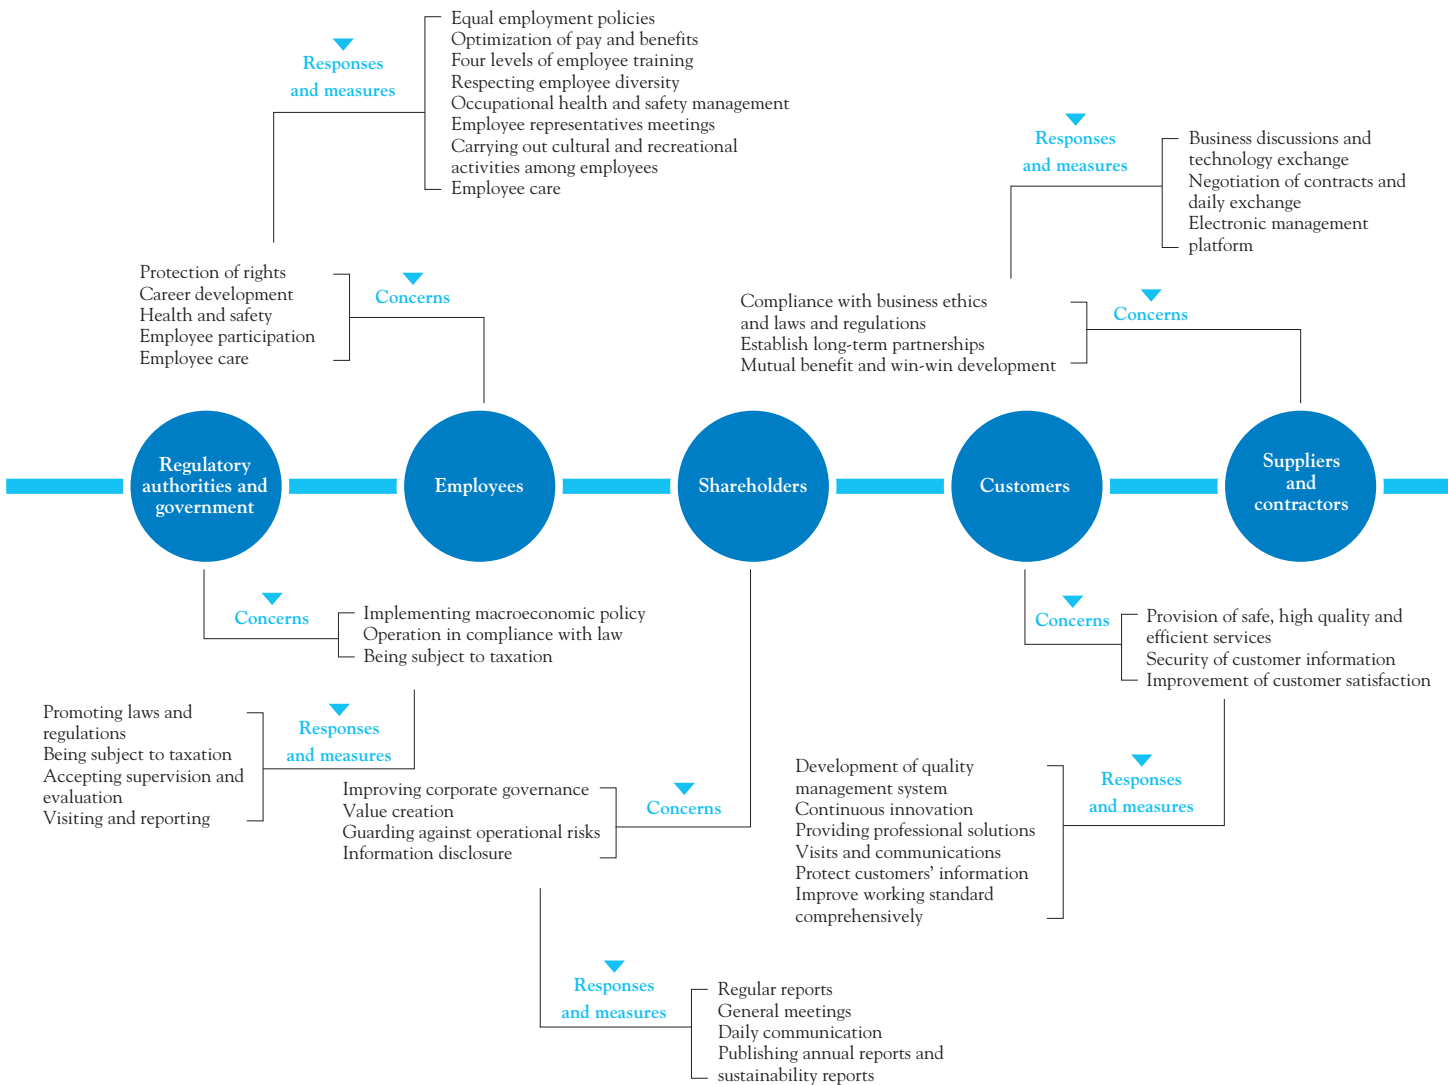 Responses
and measures
Equal employment policies
Optimization of pay and benefits
Four levels of employee training
Respecting employee diversity
Occupational health and safety management
Employee representatives meetings
Carrying out cultural and recreational
activities among employees
Employee care
Protection of rights
Career development
Health and safety
Employee participation
Employee care
Concerns
Responses
and measures
Business discussions and
technology exchange
Negotiation of contracts and
daily exchange
Electronic management
platform
Compliance with business ethics
and laws and regulations
Establish long-term partnerships
Mutual benefit and win-win development
Concerns
Regulatory
authorities and
government
Employees
Shareholders
Customers
Suppliers
and
contractors
Concerns
Implementing macroeconomic policy
Operation in compliance with law
Being subject to taxation
Promoting laws and
regulations
Being subject to taxation
Accepting supervision and
evaluation
Visiting and reporting
Responses
and measures
Improving corporate governance
Value creation
Guarding against operational risks
Information disclosure
Concerns
Responses
and measures
Regular reports
General meetings
Daily communication
Publishing annual reports and
sustainability reports
Concerns
Provision of safe, high quality and
efficient services
Security of customer information
Improvement of customer satisfaction
Development of quality
management system
Continuous innovation
Providing professional solutions
Visits and communications
Protect customers’ information
Improve working standard
comprehensively
Responses
and measures